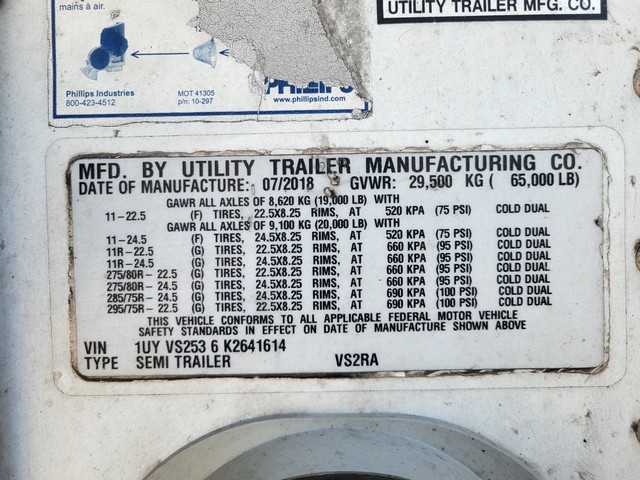 mains à air.
UTILITY TRAILER MFG. CO.
Phillips Industries
800-423-4512
MOT 41305
p/n: 10-297
PHILLIPS
www.phillipsind.com
MFD. BY UTILITY TRAILER MANUFACTURING CO.
DATE OF MANUFACTURE: 07/2018 GVWR: 29,500 KG ( 65,000 LB)
GAWR ALL AXLES OF 8,620 KG (19,000 LB) WITH
11-22.5 (F) TIRES, 22.5X8.25 RIMS, AT 520 KPA (75 PSI) COLD DUAL
GAWR ALL AXLES OF 9,100 KG (20,000 LB) WITH
11-24.5 (F) TIRES, 24.5X8.25 RIMS, AT 520 KPA (75 PSI) COLD DUAL
11R-22.5 (G) TIRES, 22.5X8.25 RIMS, AT 660 KPA (95 PSI) COLD DUAL
11R-24.5 (G) TIRES, 24.5X8.25 RIMS, AT 660 KPA (95 PSI) COLD DUAL
275/80R-22.5 (G) TIRES, 22.5X8.25 RIMS, AT 660 KPA (95 PSI) COLD DUAL
275/80R-24.5 (G) TIRES, 24.5X8.25 RIMS, AT 660 KPA (95 PSI) COLD DUAL
285/75R-24.5 (G) TIRES, 24.5X8.25 RIMS, AT 690 KPA (100 PSI) COLD DUAL
295/75R-22.5 (G) TIRES, 22.5X8.25 RIMS, AT 690 KPA (100 PSI) COLD DUAL
THIS VEHICLE CONFORMS TO ALL APPLICABLE FEDERAL MOTOR VEHICLE
SAFETY STANDARDS IN EFFECT ON DATE OF MANUFACTURE SHOWN ABOVE
VIN 1UY VS253 6 K2641614
TYPE SEMI TRAILER VS2RA